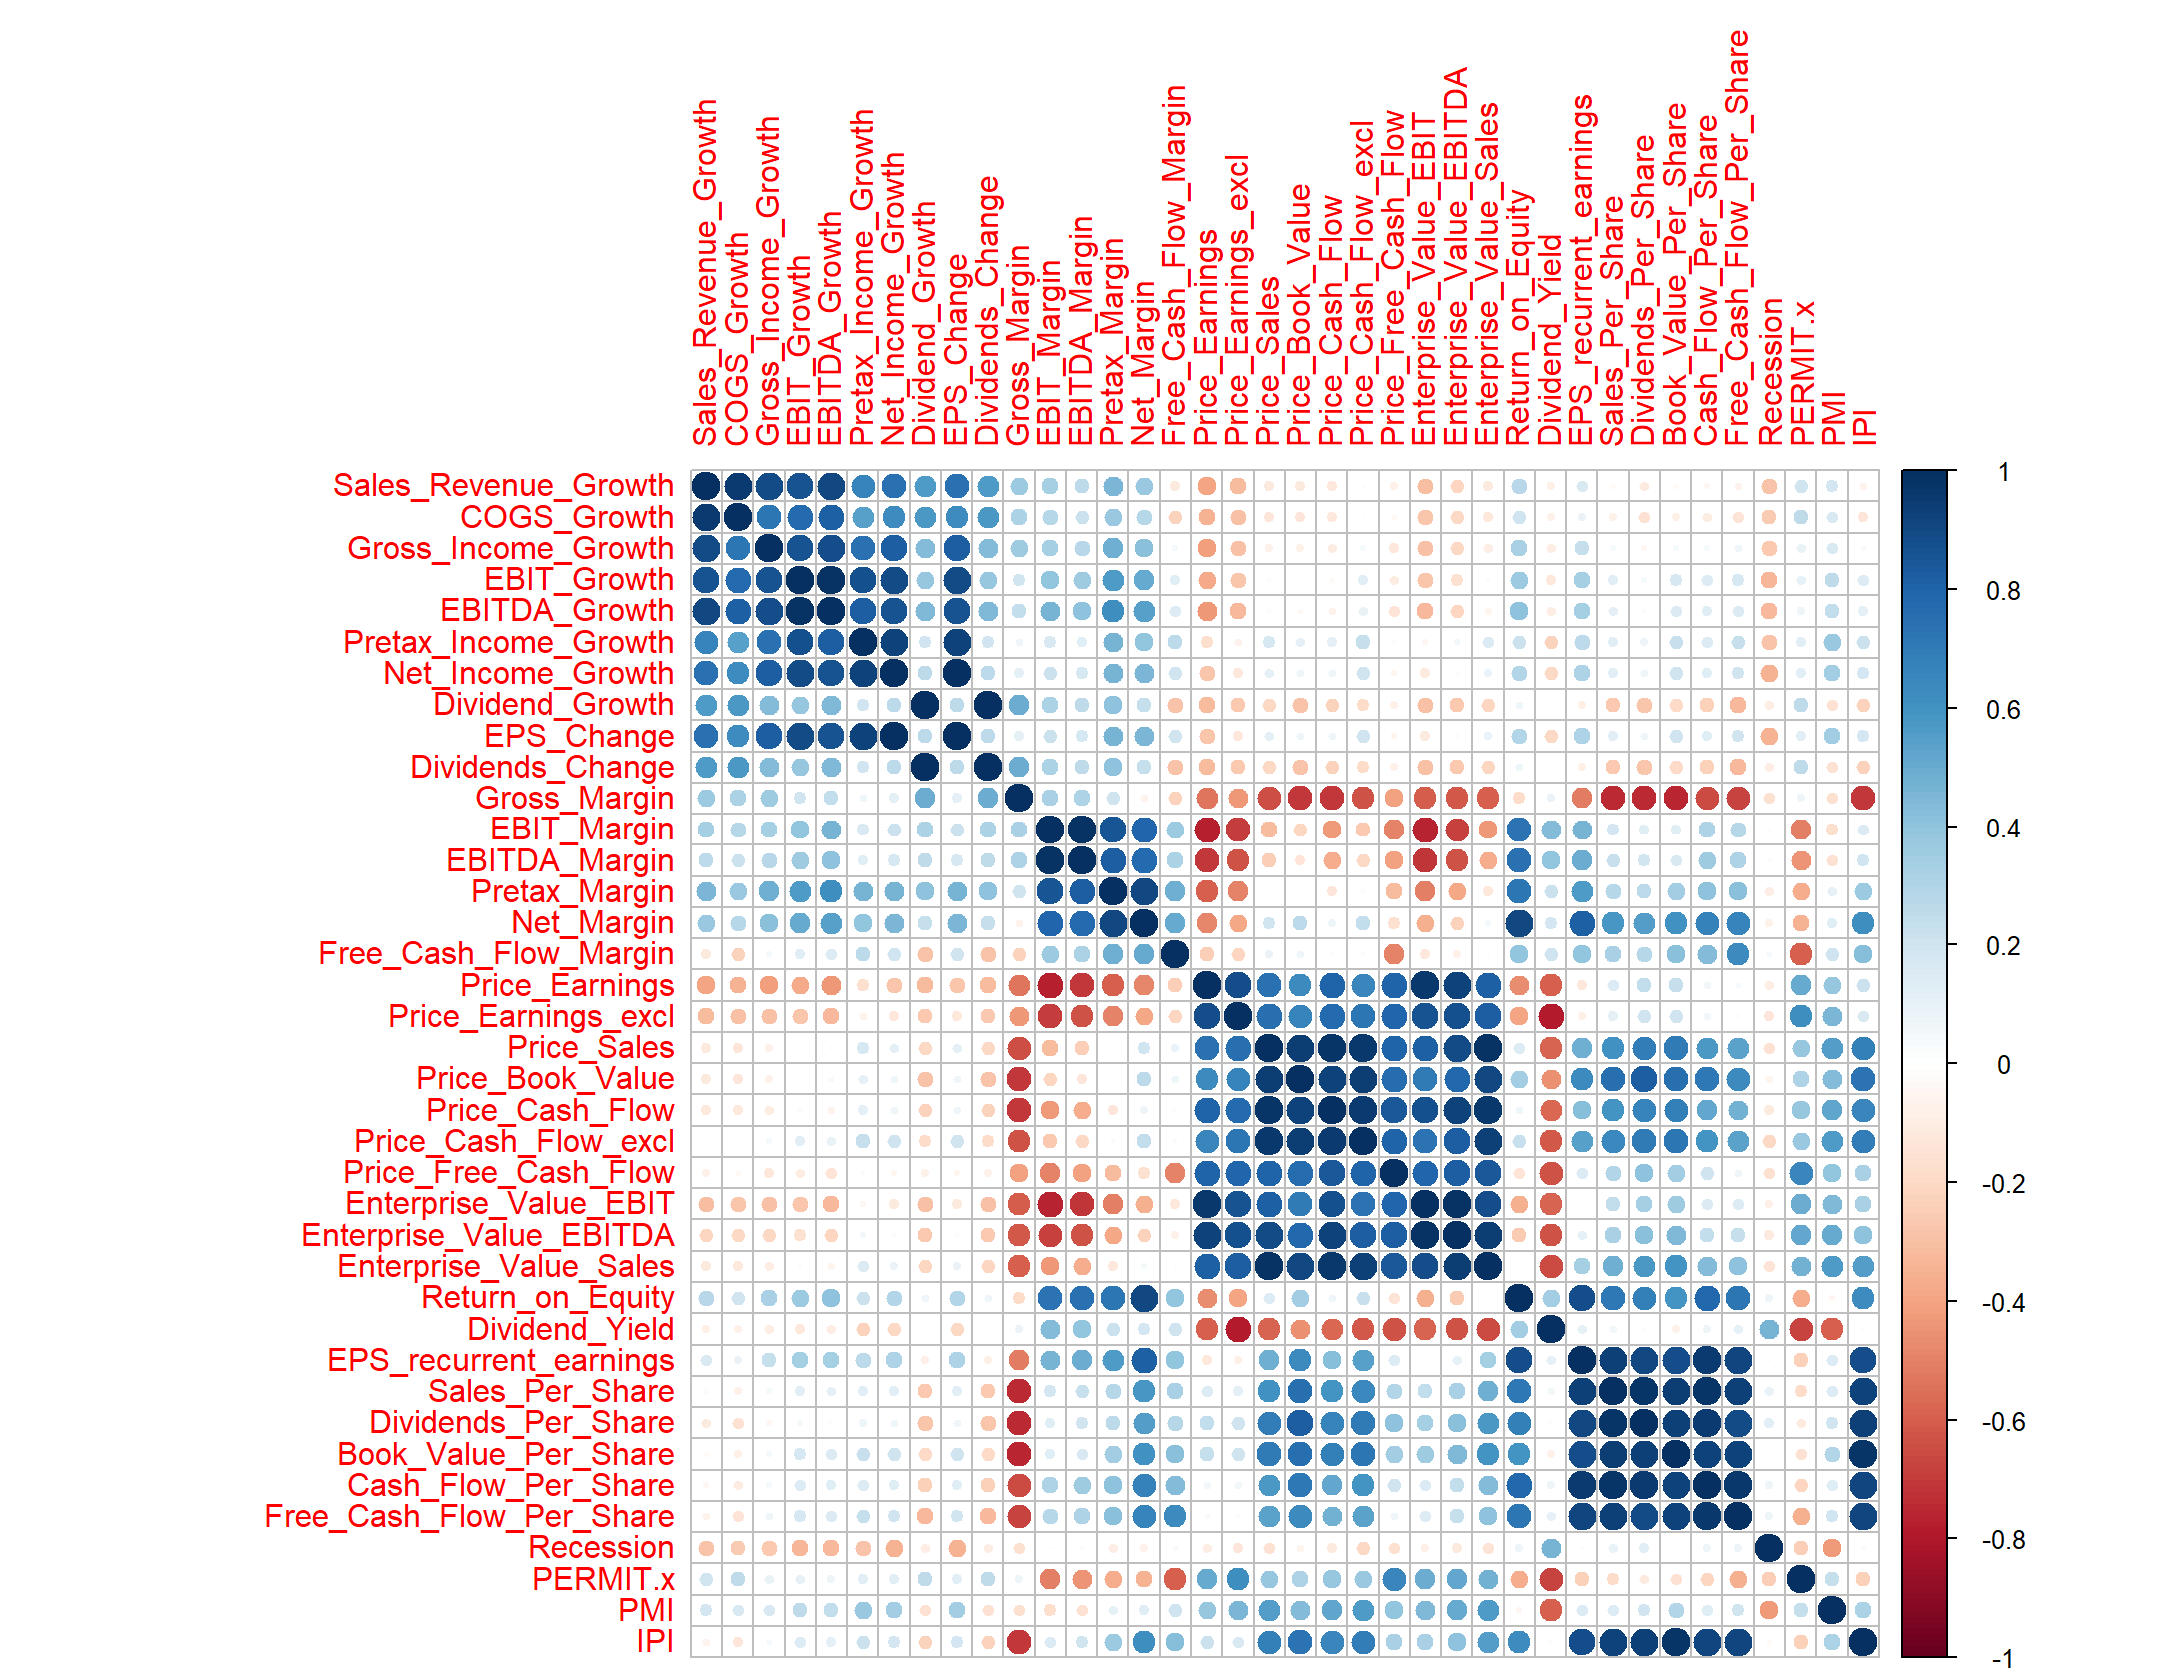 Sales_Revenue_Growth
COGS_Growth
Gross_Income_Growth
EBIT_Growth
EBITDA_Growth
Pretax_Income_Growth
Net_Income_Growth
Dividend_Growth
EPS_Change
Dividends_Change
Gross_Margin
EBIT_Margin
EBITDA_Margin
Pretax_Margin
Net_Margin
Free_Cash_Flow_Margin
Price_Earnings
Price_Earnings_excl
Price_Sales
Price_Book_Value
Price_Cash_Flow
Price_Cash_Flow_excl
Price_Free_Cash_Flow
Enterprise_Value_EBIT
Enterprise_Value_EBITDA
Enterprise_Value_Sales
Return_on_Equity
Dividend_Yield
EPS_recurrent_earnings
Sales_Per_Share
Dividends_Per_Share
Book_Value_Per_Share
Cash_Flow_Per_Share
Free_Cash_Flow_Per_Share
Recession
PERMIT.x
PMI
IPI
Sales_Revenue_Growth
COGS_Growth
Gross_Income_Growth
EBIT_Growth
EBITDA_Growth
Pretax_Income_Growth
Net_Income_Growth
Dividend_Growth
EPS_Change
Dividends_Change
Gross_Margin
EBIT_Margin
EBITDA_Margin
Pretax_Margin
Net_Margin
Free_Cash_Flow_Margin
Price_Earnings
Price_Earnings_excl
Price_Sales
Price_Book_Value
Price_Cash_Flow
Price_Cash_Flow_excl
Price_Free_Cash_Flow
Enterprise_Value_EBIT
Enterprise_Value_EBITDA
Enterprise_Value_Sales
Return_on_Equity
Dividend_Yield
EPS_recurrent_earnings
Sales_Per_Share
Dividends_Per_Share
Book_Value_Per_Share
Cash_Flow_Per_Share
Free_Cash_Flow_Per_Share
Recession
PERMIT.x
PMI
IPI
1
0.8
0.6
0.4
0.2
0
-0.2
-0.4
-0.6
-0.8
-1